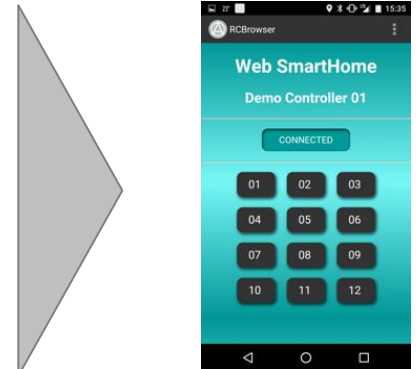 15:35
RCBrowser
Web SmartHome
Demo Controller 01
CONNECTED
01 02 03
04 05 06
07 08 09
10 11 12